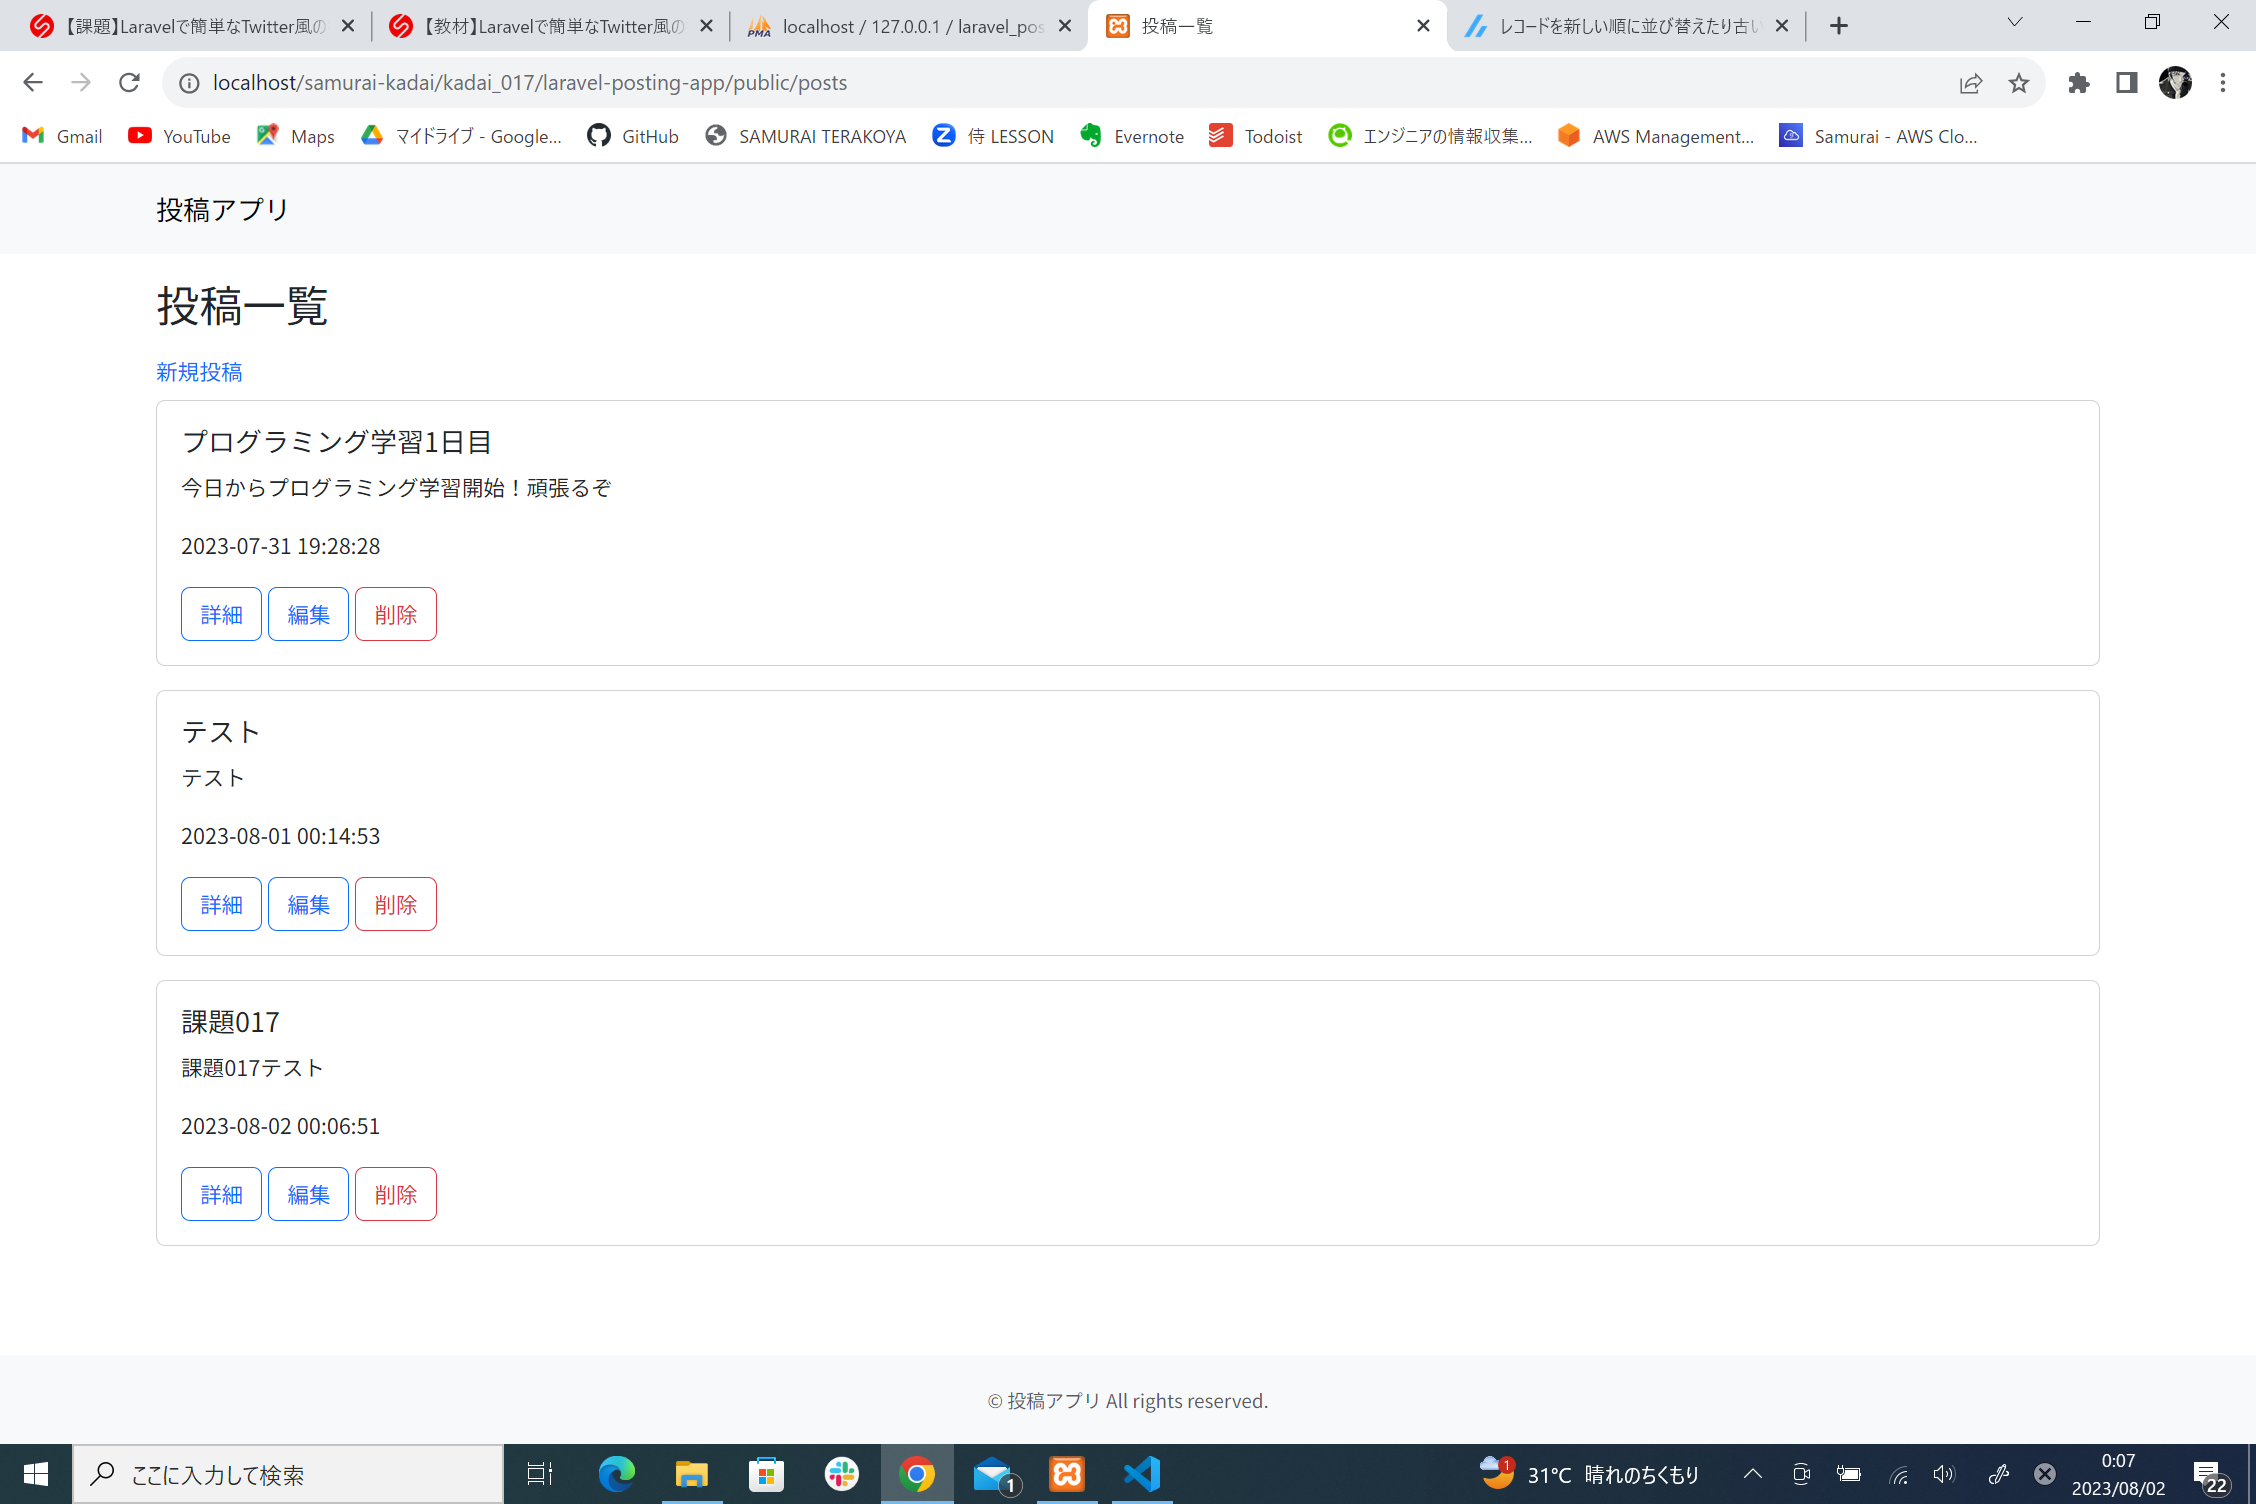 【課題】Laravelで簡単なTwitter風の
【教材】Laravelで簡単なTwitter風の
localhost / 127.0.0.1 / laravel_pos
投稿一覧
レコードを新しい順に並び替えたり古い
localhost/samurai-kadai/kadai_017/laravel-posting-app/public/posts
Gmail
YouTube
Maps
マイドライブ - Google...
GitHub
SAMURAI TERAKOYA
侍 LESSON
Evernote
Todoist
エンジニアの情報収集...
AWS Management...
Samurai - AWS Clo...
投稿アプリ
投稿一覧
新規投稿
プログラミング学習1日目
今日からプログラミング学習開始！頑張るぞ
2023-07-31 19:28:28
詳細 編集 削除
テスト
テスト
2023-08-01 00:14:53
詳細 編集 削除
課題017
課題017テスト
2023-08-02 00:06:51
詳細 編集 削除
© 投稿アプリ All rights reserved.
ここに入力して検索
1
1
31°C 晴れのちくもり
0:07
2023/08/02
22